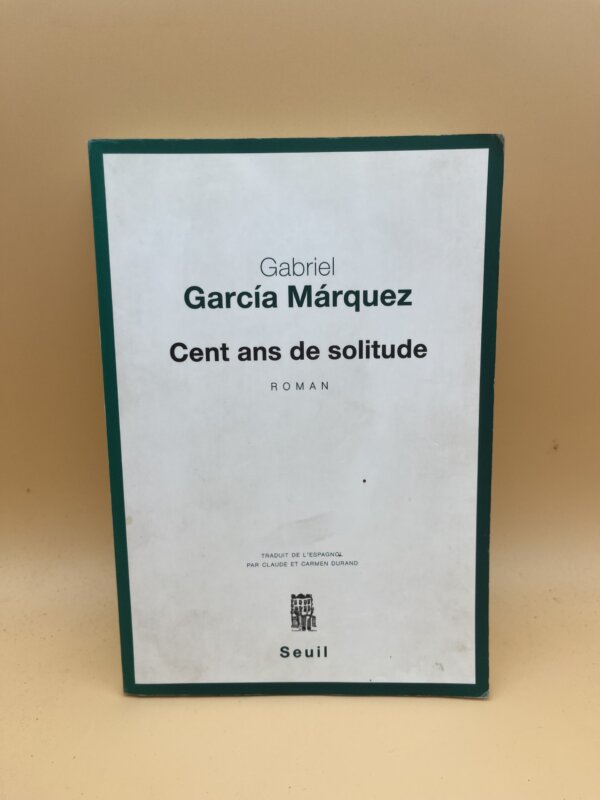 Gabriel
García Márquez
Cent ans de solitude
ROMAN
TRADUIT DE L'ESPAGNOL
PAR CLAUDE ET CARMEN DURAND
Seuil